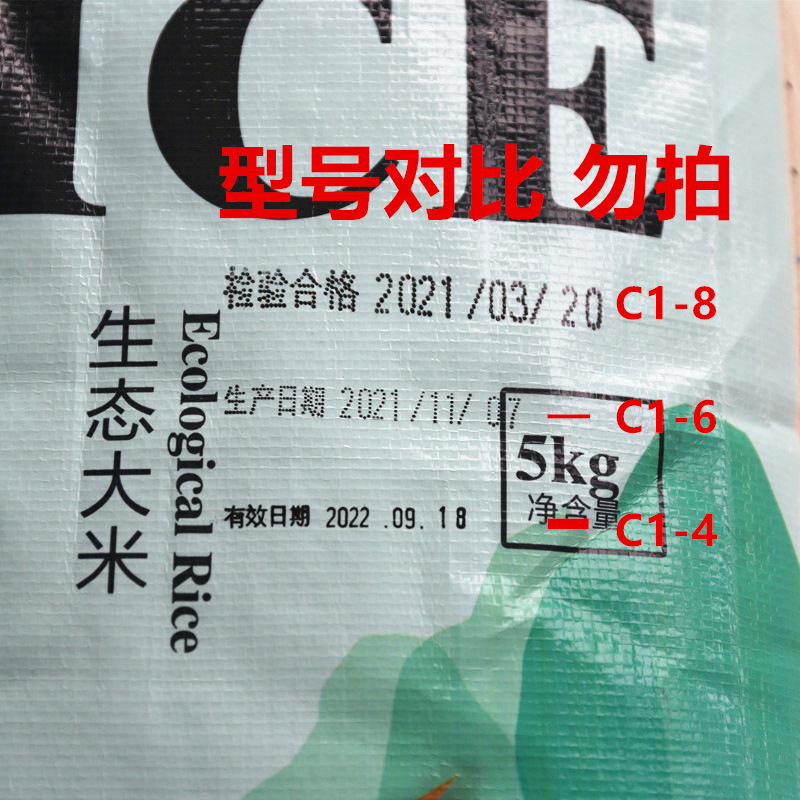 ICE
型号对比 勿拍
检验合格 2021/03/20 C1-8
生产日期 2021/11/07 — C1-6
5kg
净含量
有效日期 2022.09.18 — C1-4
生态大米
Ecological Rice